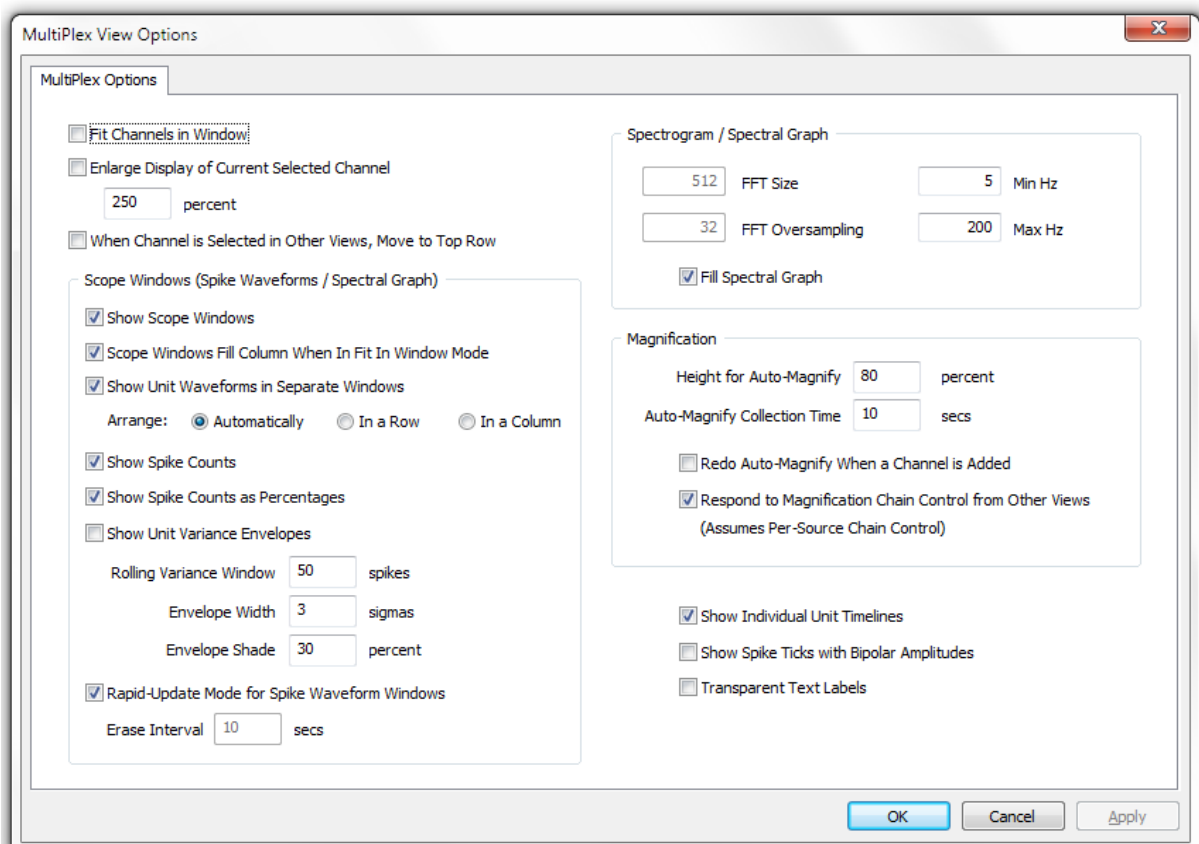 MultiPlex View Options
MultiPlex Options
Fit Channels in Window
Enlarge Display of Current Selected Channel
250 percent
When Channel is Selected in Other Views, Move to Top Row
Scope Windows (Spike Waveforms / Spectral Graph)
Show Scope Windows
Scope Windows Fill Column When In Fit In Window Mode
Show Unit Waveforms in Separate Windows
Arrange: Automatically In a Row In a Column
Show Spike Counts
Show Spike Counts as Percentages
Show Unit Variance Envelopes
Rolling Variance Window 50 spikes
Envelope Width 3 sigmas
Envelope Shade 30 percent
Rapid-Update Mode for Spike Waveform Windows
Erase Interval 10 secs
Spectrogram / Spectral Graph
512 FFT Size 5 Min Hz
32 FFT Oversampling 200 Max Hz
Fill Spectral Graph
Magnification
Height for Auto-Magnify 80 percent
Auto-Magnify Collection Time 10 secs
Redo Auto-Magnify When a Channel is Added
Respond to Magnification Chain Control from Other Views
(Assumes Per-Source Chain Control)
Show Individual Unit Timelines
Show Spike Ticks with Bipolar Amplitudes
Transparent Text Labels
OK Cancel Apply